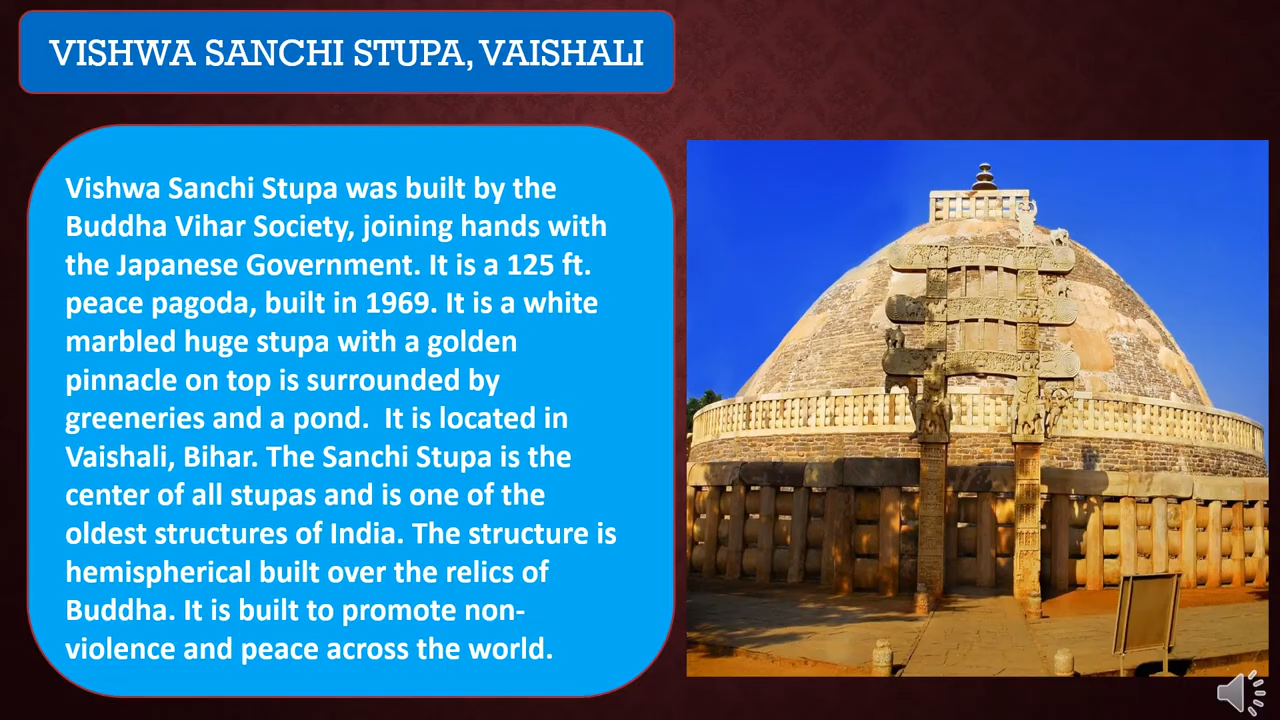 VISHWA SANCHI STUPA, VAISHALI
Vishwa Sanchi Stupa was built by the
Buddha Vihar Society, joining hands with
the Japanese Government. It is a 125 ft.
peace pagoda, built in 1969. It is a white
marbled huge stupa with a golden
pinnacle on top is surrounded by
greeneries and a pond.  It is located in
Vaishali, Bihar. The Sanchi Stupa is the
center of all stupas and is one of the
oldest structures of India. The structure is
hemispherical built over the relics of
Buddha. It is built to promote non-
violence and peace across the world.